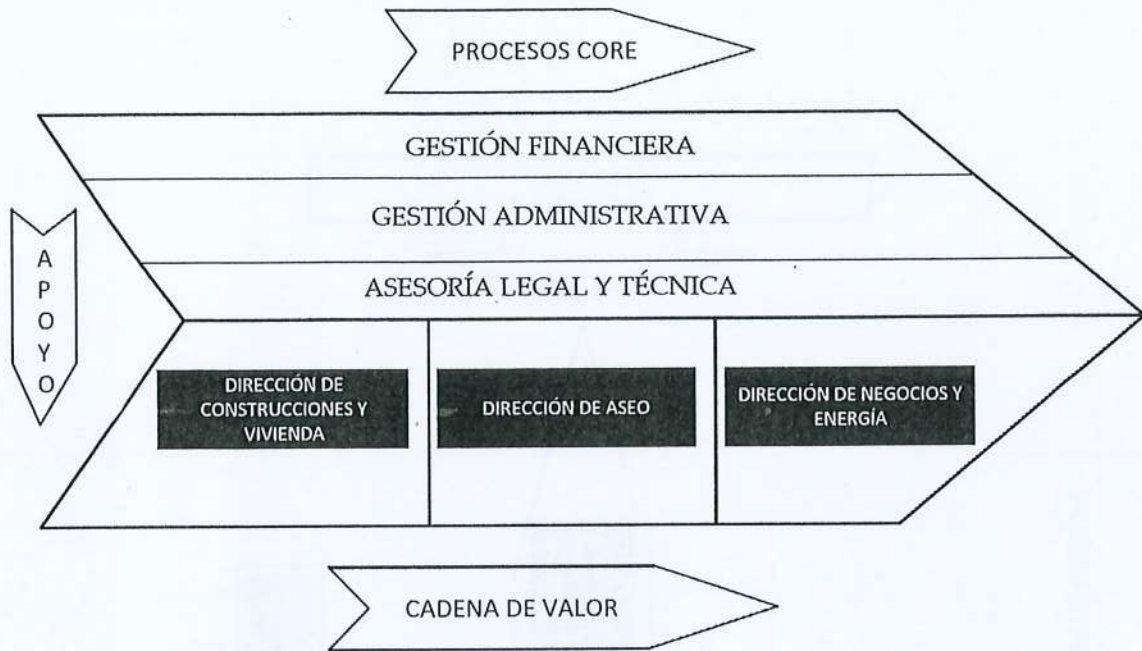 PROCESOS CORE
GESTIÓN FINANCIERA
GESTIÓN ADMINISTRATIVA
ASESORÍA LEGAL Y TÉCNICA
A
P
O
Y
O
DIRECCIÓN DE
CONSTRUCCIONES Y
VIVIENDA
DIRECCIÓN DE ASEO
DIRECCIÓN DE NEGOCIOS Y
ENERGÍA
CADENA DE VALOR